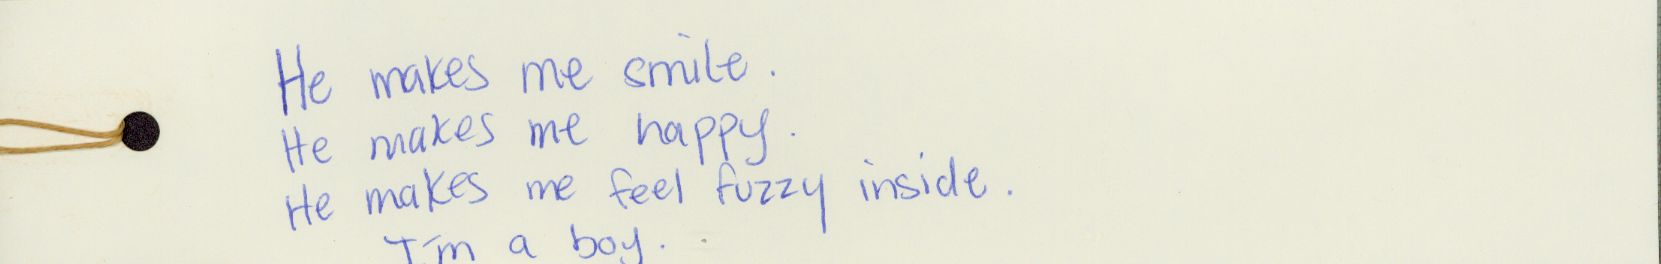 He makes me smile.
He makes me happy.
He makes me feel fuzzy inside.
I'm a boy.